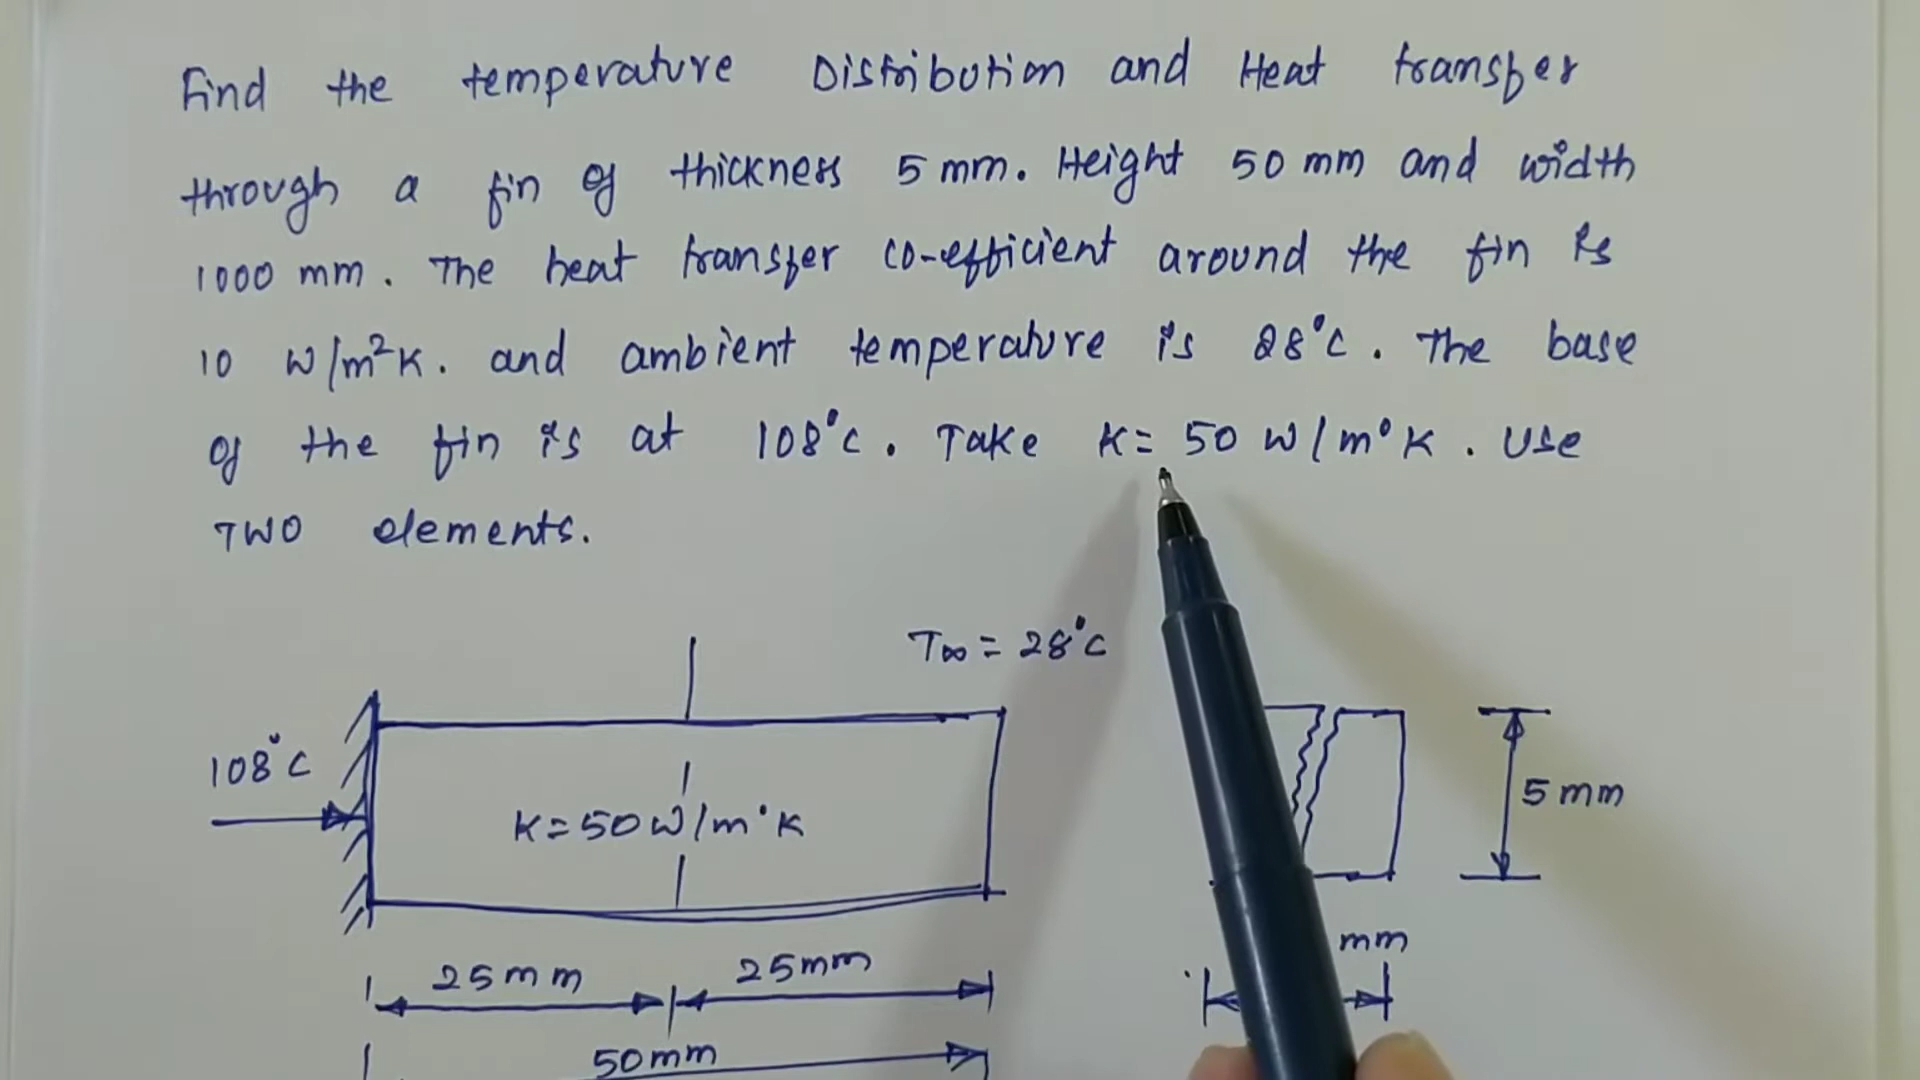 Find the temperature Distribution and Heat transfer
through a fin of thickness 5 mm. Height 50 mm and width
1000 mm. The heat transfer co-efficient around the fin is
10 W/m²K. and ambient temperature is 28°C. The base
of the fin is at 108°C. Take K = 50 W/m°K. Use
TWO elements.
T∞ = 28°C
108°C
K=50W/m°K
5 mm
25mm
25mm
mm
50mm